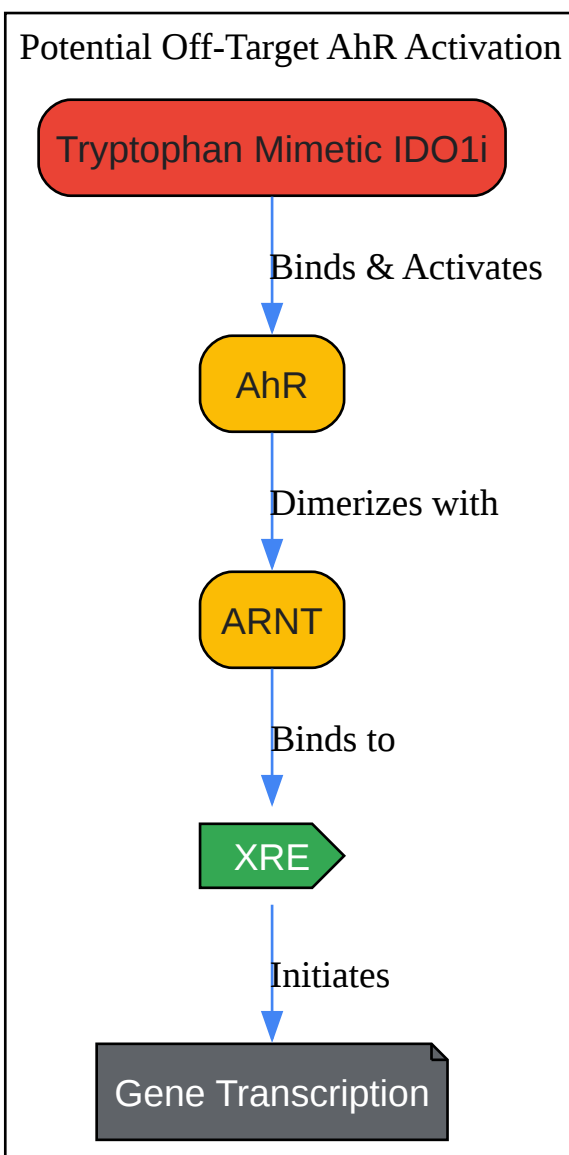 Potential Off-Target AhR Activation
Tryptophan Mimetic IDO1i
Binds & Activates
AhR
Dimerizes with
ARNT
Binds to
XRE
Initiates
Gene Transcription